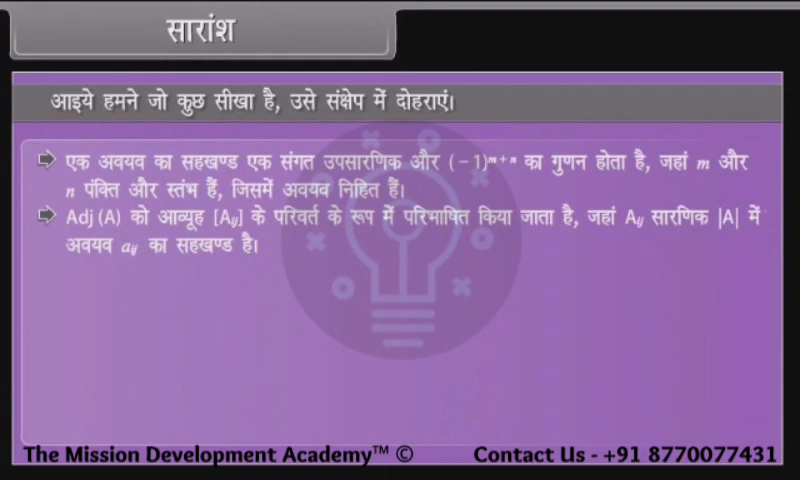 सारांश
आइये हमने जो कुछ सीखा है, उसे संक्षेप में दोहराएं।
एक अवयव का सहखण्ड एक संगत उपसारणिक और (−1)ᵐ⁺ⁿ का गुणन होता है, जहां m और
n पंक्ति और स्तंभ हैं, जिसमें अवयव निहित हैं।
Adj (A) को आव्यूह [Aᵢⱼ] के परिवर्त के रूप में परिभाषित किया जाता है, जहां Aᵢⱼ सारणिक |A| में
अवयव aᵢⱼ का सहखण्ड है।
The Mission Development Academy™ © Contact Us - +91 8770077431